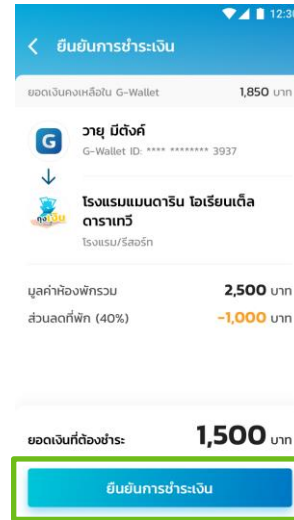 12:30
ยืนยันการชำระเงิน
ยอดเงินคงเหลือใน G-Wallet 1,850 บาท
G วายุ มีตังค์
G-Wallet ID: **** ******** 3937
ถุงเงิน โรงแรมแมนดาริน โอเรียนเต็ล
ดาราเทวี
โรงแรม/รีสอร์ท
มูลค่าห้องพักรวม 2,500 บาท
ส่วนลดที่พัก (40%) -1,000 บาท
ยอดเงินที่ต้องชำระ 1,500 บาท
ยืนยันการชำระเงิน